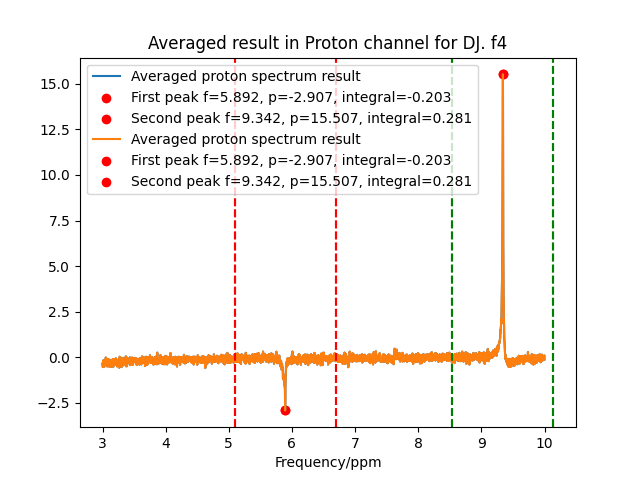 Averaged result in Proton channel for DJ. f4
Averaged proton spectrum result
First peak f=5.892, p=-2.907, integral=-0.203
Second peak f=9.342, p=15.507, integral=0.281
Averaged proton spectrum result
First peak f=5.892, p=-2.907, integral=-0.203
Second peak f=9.342, p=15.507, integral=0.281
15.0
12.5
10.0
7.5
5.0
2.5
0.0
−2.5
3 4 5 6 7 8 9 10
Frequency/ppm